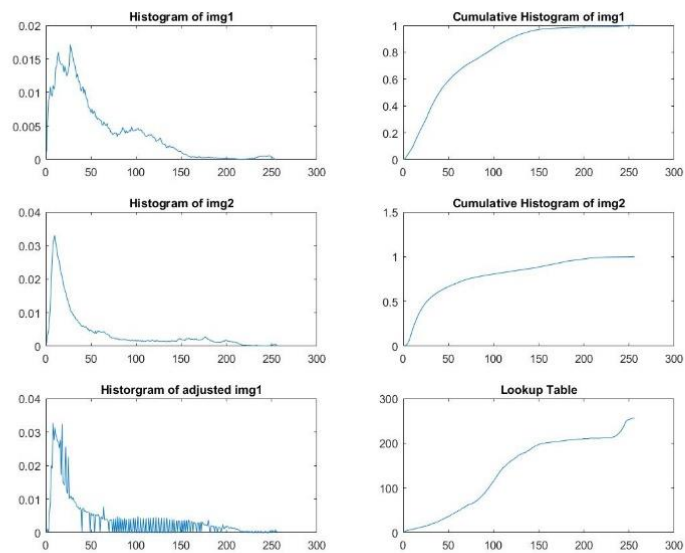 Histogram of img1
0.02
0.015
0.01
0.005
0
0 50 100 150 200 250 300
Cumulative Histogram of img1
1
0.8
0.6
0.4
0.2
0
0 50 100 150 200 250 300
Histogram of img2
0.04
0.03
0.02
0.01
0
0 50 100 150 200 250 300
Cumulative Histogram of img2
1.5
1
0.5
0
0 50 100 150 200 250 300
Historgram of adjusted img1
0.04
0.03
0.02
0.01
0
0 50 100 150 200 250 300
Lookup Table
300
200
100
0
0 50 100 150 200 250 300